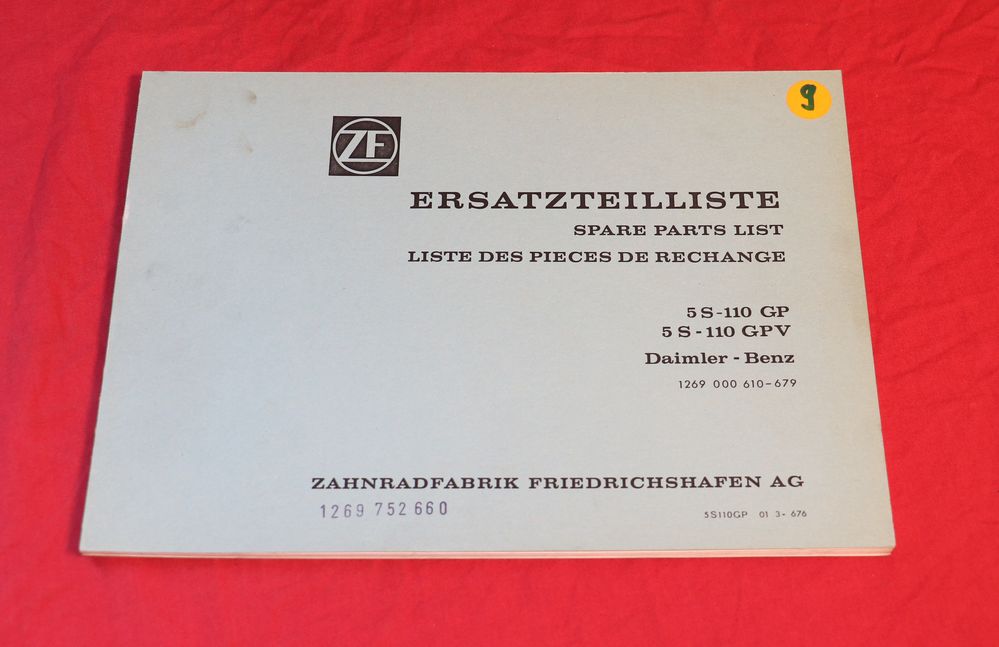 9
ZF
ERSATZTEILLISTE
SPARE PARTS LIST
LISTE DES PIECES DE RECHANGE
5 S-110 GP
5 S - 110 GPV
Daimler - Benz
1269 000 610-679
ZAHNRADFABRIK FRIEDRICHSHAFEN AG
1269 752 660
5S110GP 01 3- 676